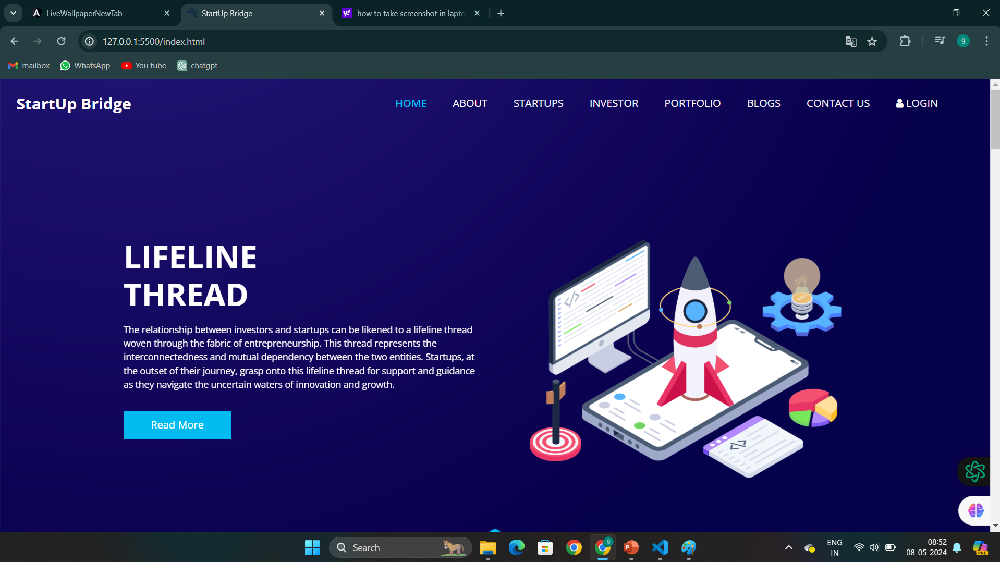 LiveWallpaperNewTab
StartUp Bridge
how to take screenshot in lapto
127.0.0.1:5500/index.html
g
mailbox
WhatsApp
You tube
chatgpt
StartUp Bridge
HOME
ABOUT
STARTUPS
INVESTOR
PORTFOLIO
BLOGS
CONTACT US
LOGIN
LIFELINE
THREAD
The relationship between investors and startups can be likened to a lifeline thread
woven through the fabric of entrepreneurship. This thread represents the
interconnectedness and mutual dependency between the two entities. Startups, at
the outset of their journey, grasp onto this lifeline thread for support and guidance
as they navigate the uncertain waters of innovation and growth.
Read More
</>
</>
Search
g
P
ENG
IN
08:52
08-05-2024
PRE